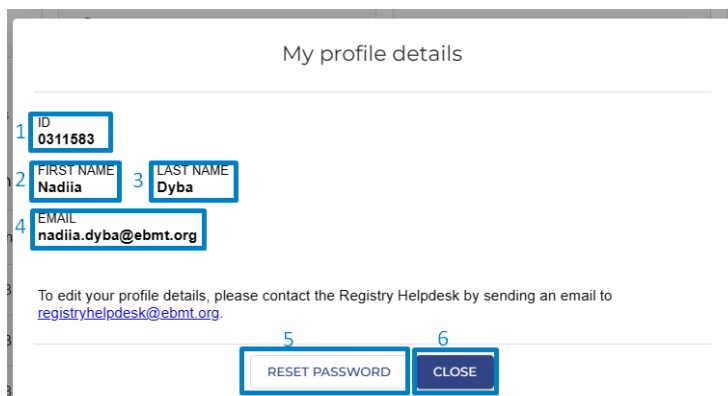 My profile details
1 ID
0311583
2 FIRST NAME 3 LAST NAME
Nadiia Dyba
4 EMAIL
nadiia.dyba@ebmt.org
To edit your profile details, please contact the Registry Helpdesk by sending an email to
registryhelpdesk@ebmt.org.
5 6
RESET PASSWORD CLOSE